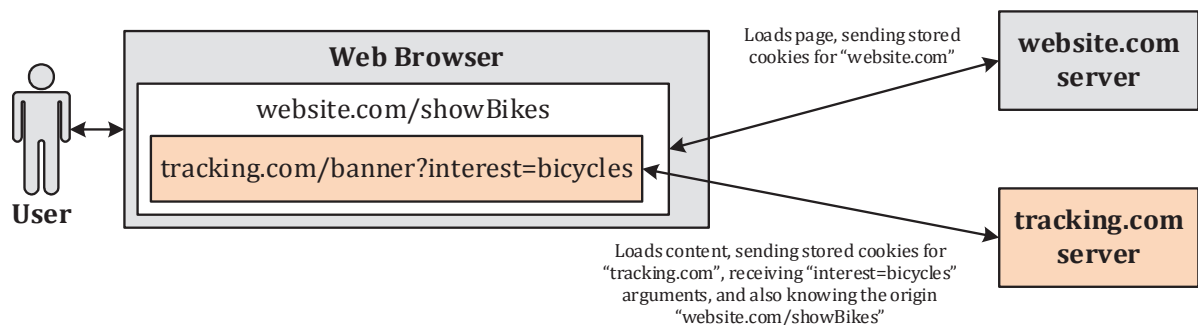 User
Web Browser
website.com/showBikes
tracking.com/banner?interest=bicycles
Loads page, sending stored
cookies for “website.com”
website.com
server
tracking.com
server
Loads content, sending stored cookies for
“tracking.com”, receiving “interest=bicycles”
arguments, and also knowing the origin
“website.com/showBikes”